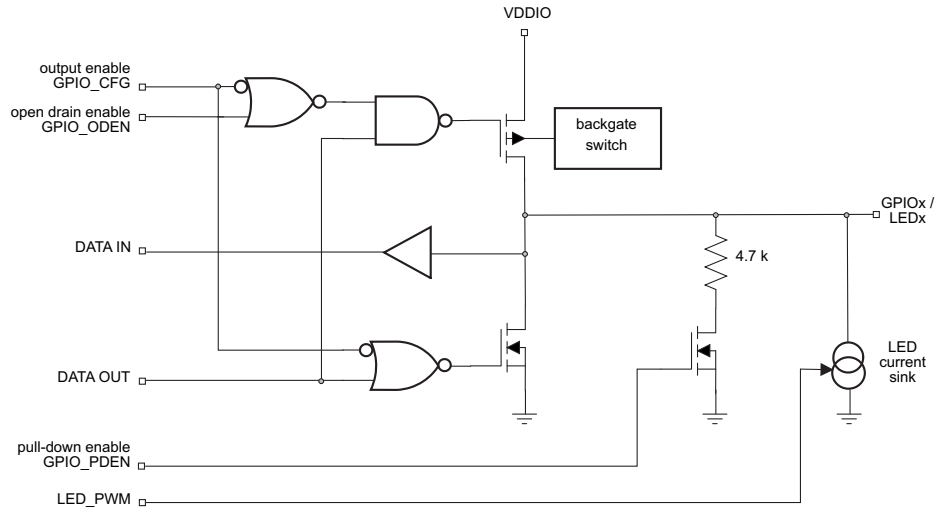 VDDIO
output enable
GPIO_CFG
open drain enable
GPIO_ODEN
backgate
switch
GPIOx /
LEDx
DATA IN
4.7 k
LED
current
sink
DATA OUT
pull-down enable
GPIO_PDEN
LED_PWM